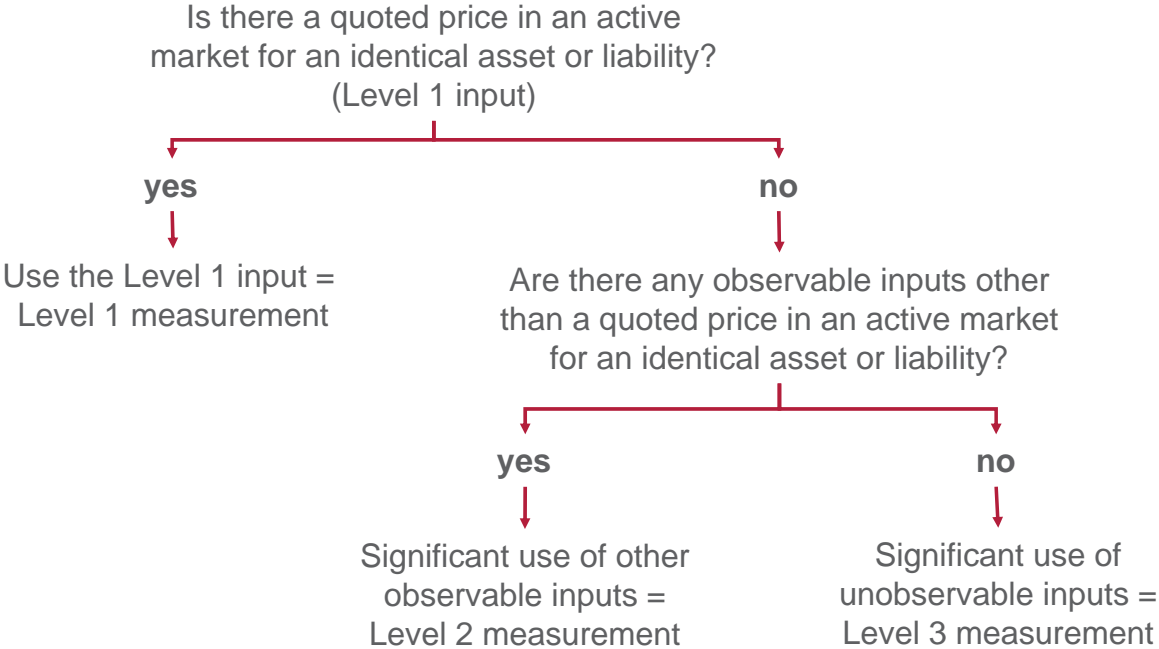 Is there a quoted price in an active
market for an identical asset or liability?
(Level 1 input)
yes
no
Use the Level 1 input =
Level 1 measurement
Are there any observable inputs other
than a quoted price in an active market
for an identical asset or liability?
yes
no
Significant use of other
observable inputs =
Level 2 measurement
Significant use of
unobservable inputs =
Level 3 measurement